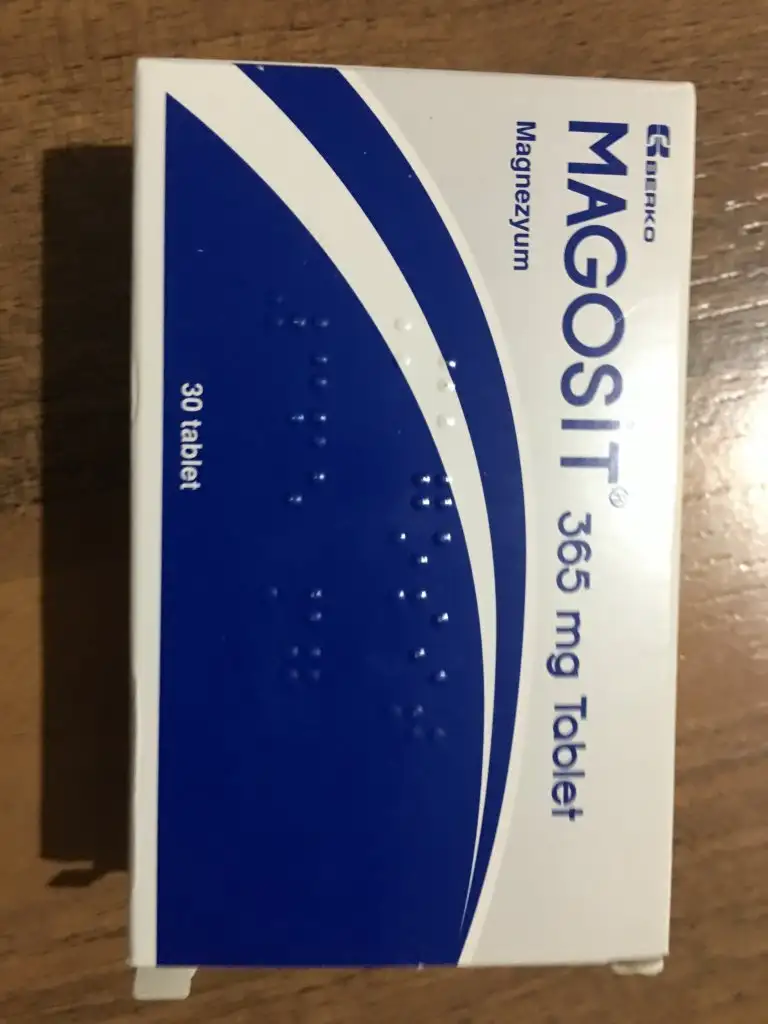 BERKO
MAGOSİT® 365 mg Tablet
Magnezyum
30 tablet